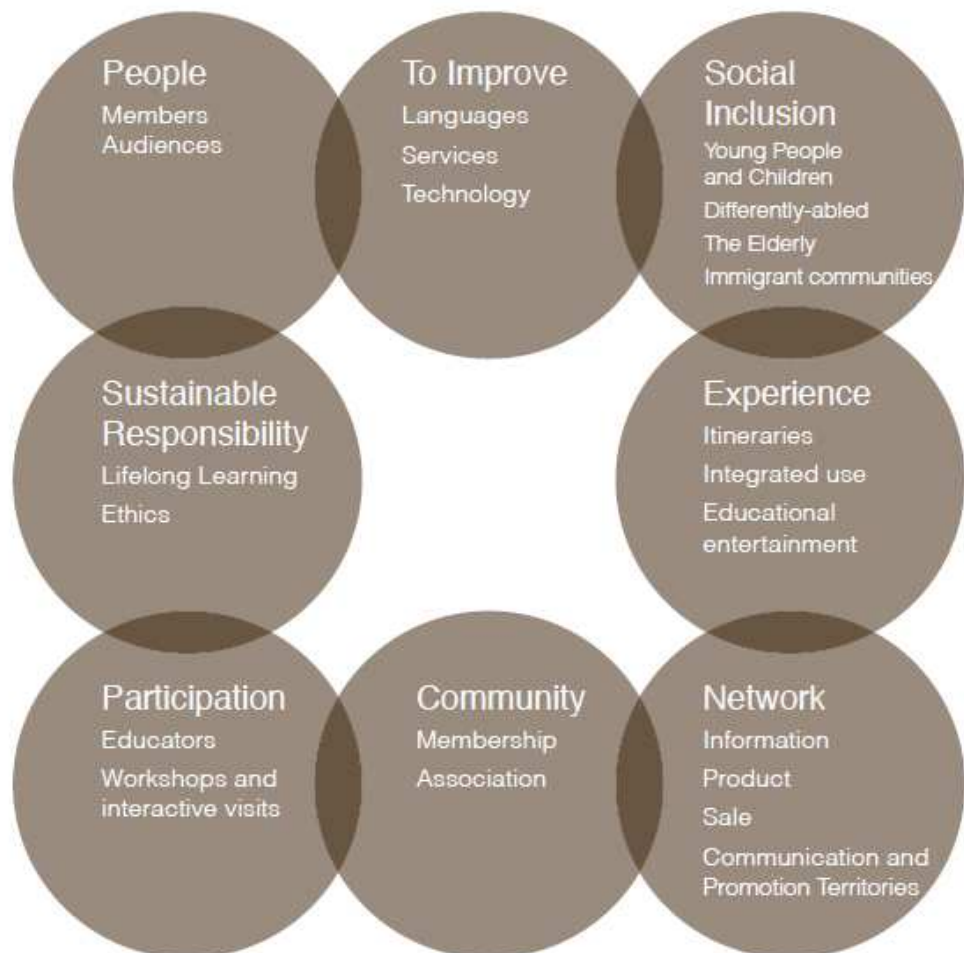 People
Members
Audiences
To Improve
Languages
Services
Technology
Social
Inclusion
Young People
and Children
Differently-abled
The Elderly
Immigrant communities
Sustainable
Responsibility
Lifelong Learning
Ethics
Experience
Itineraries
Integrated use
Educational
entertainment
Participation
Educators
Workshops and
interactive visits
Community
Membership
Association
Network
Information
Product
Sale
Communication and
Promotion Territories